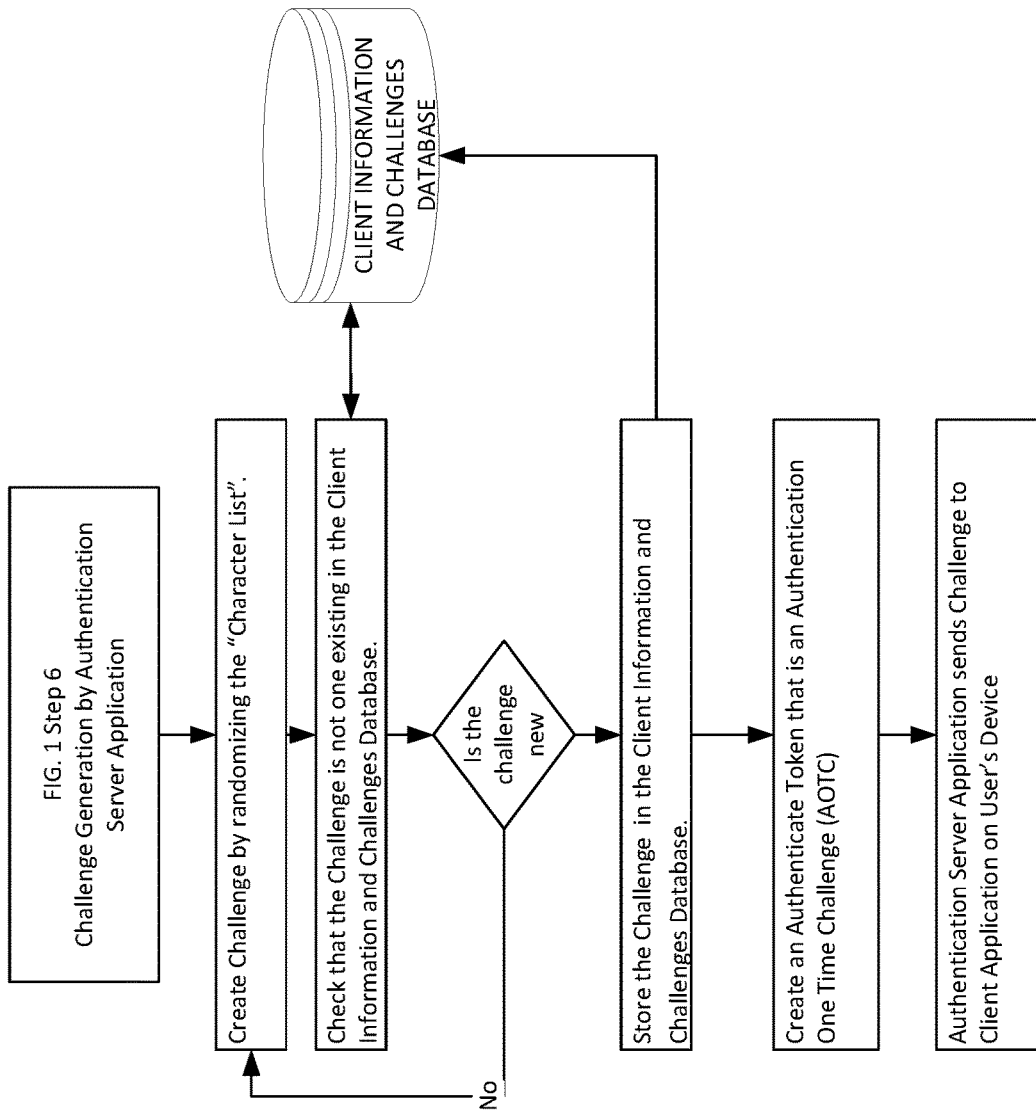 FIG. 1 Step 6
Challenge Generation by Authentication
Server Application
Create Challenge by randomizing the “Character List”.
Check that the Challenge is not one existing in the Client
Information and Challenges Database.
CLIENT INFORMATION
AND CHALLENGES
DATABASE
Is the
challenge
new
No
Store the Challenge in the Client Information and
Challenges Database.
Create an Authenticate Token that is an Authentication
One Time Challenge (AOTC)
Authentication Server Application sends Challenge to
Client Application on User's Device